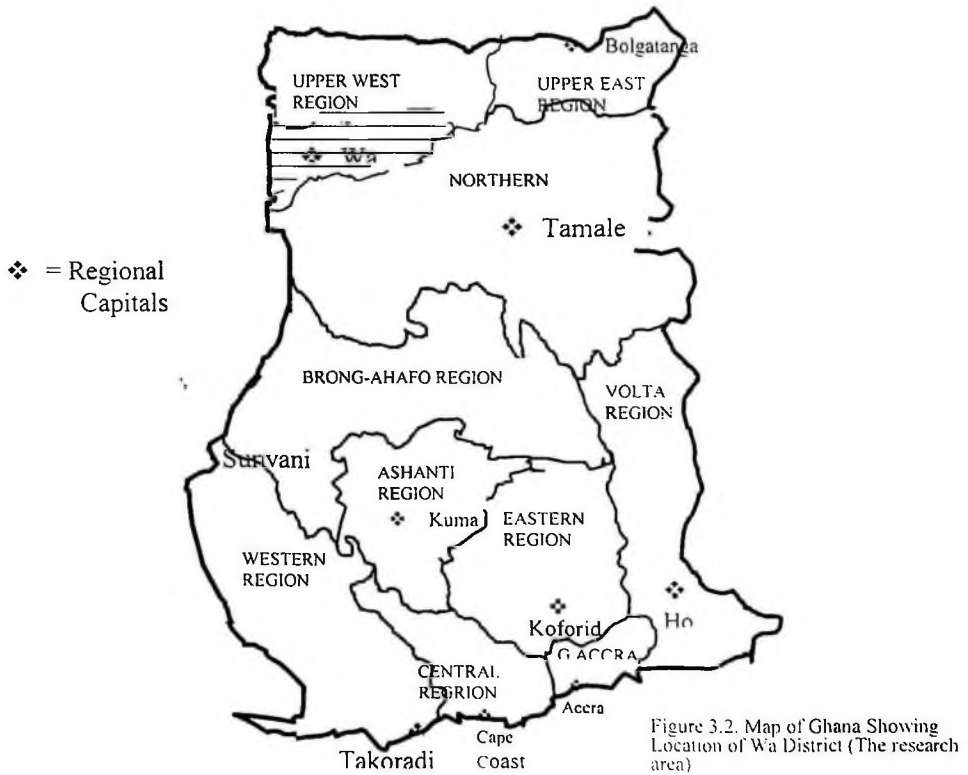 Bolgatanga
UPPER WEST
REGION
UPPER EAST
REGION
Wa
NORTHERN
Tamale
❖ = Regional
Capitals
BRONG-AHAFO REGION
VOLTA
REGION
Sunvani
ASHANTI
REGION
Kuma
EASTERN
REGION
WESTERN
REGION
Ho
Koforid
G.ACCRA
CENTRAL
REGRION
Accra
Cape
Coast
Takoradi
Figure 3.2. Map of Ghana Showing
Location of Wa District (The research
area)